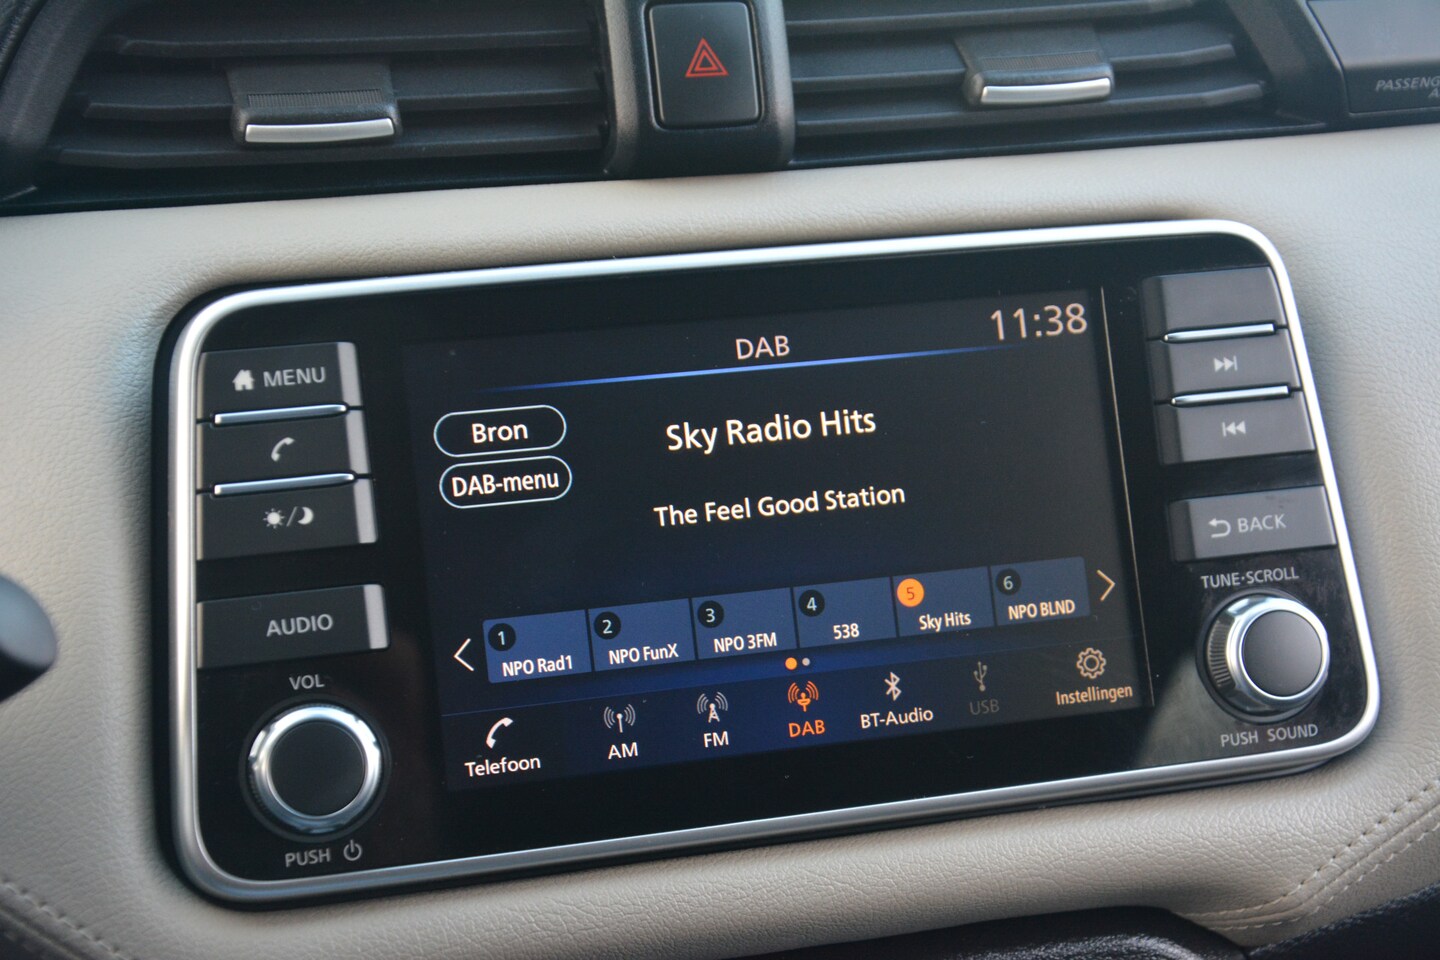 PASSENG
MENU
AUDIO
VOL
PUSH
DAB
11:38
Bron
DAB-menu
Sky Radio Hits
The Feel Good Station
1 NPO Rad1
2 NPO FunX
3 NPO 3FM
4 538
5 Sky Hits
6 NPO BLND
Telefoon
AM
FM
DAB
BT-Audio
USB
Instellingen
BACK
TUNE·SCROLL
PUSH SOUND